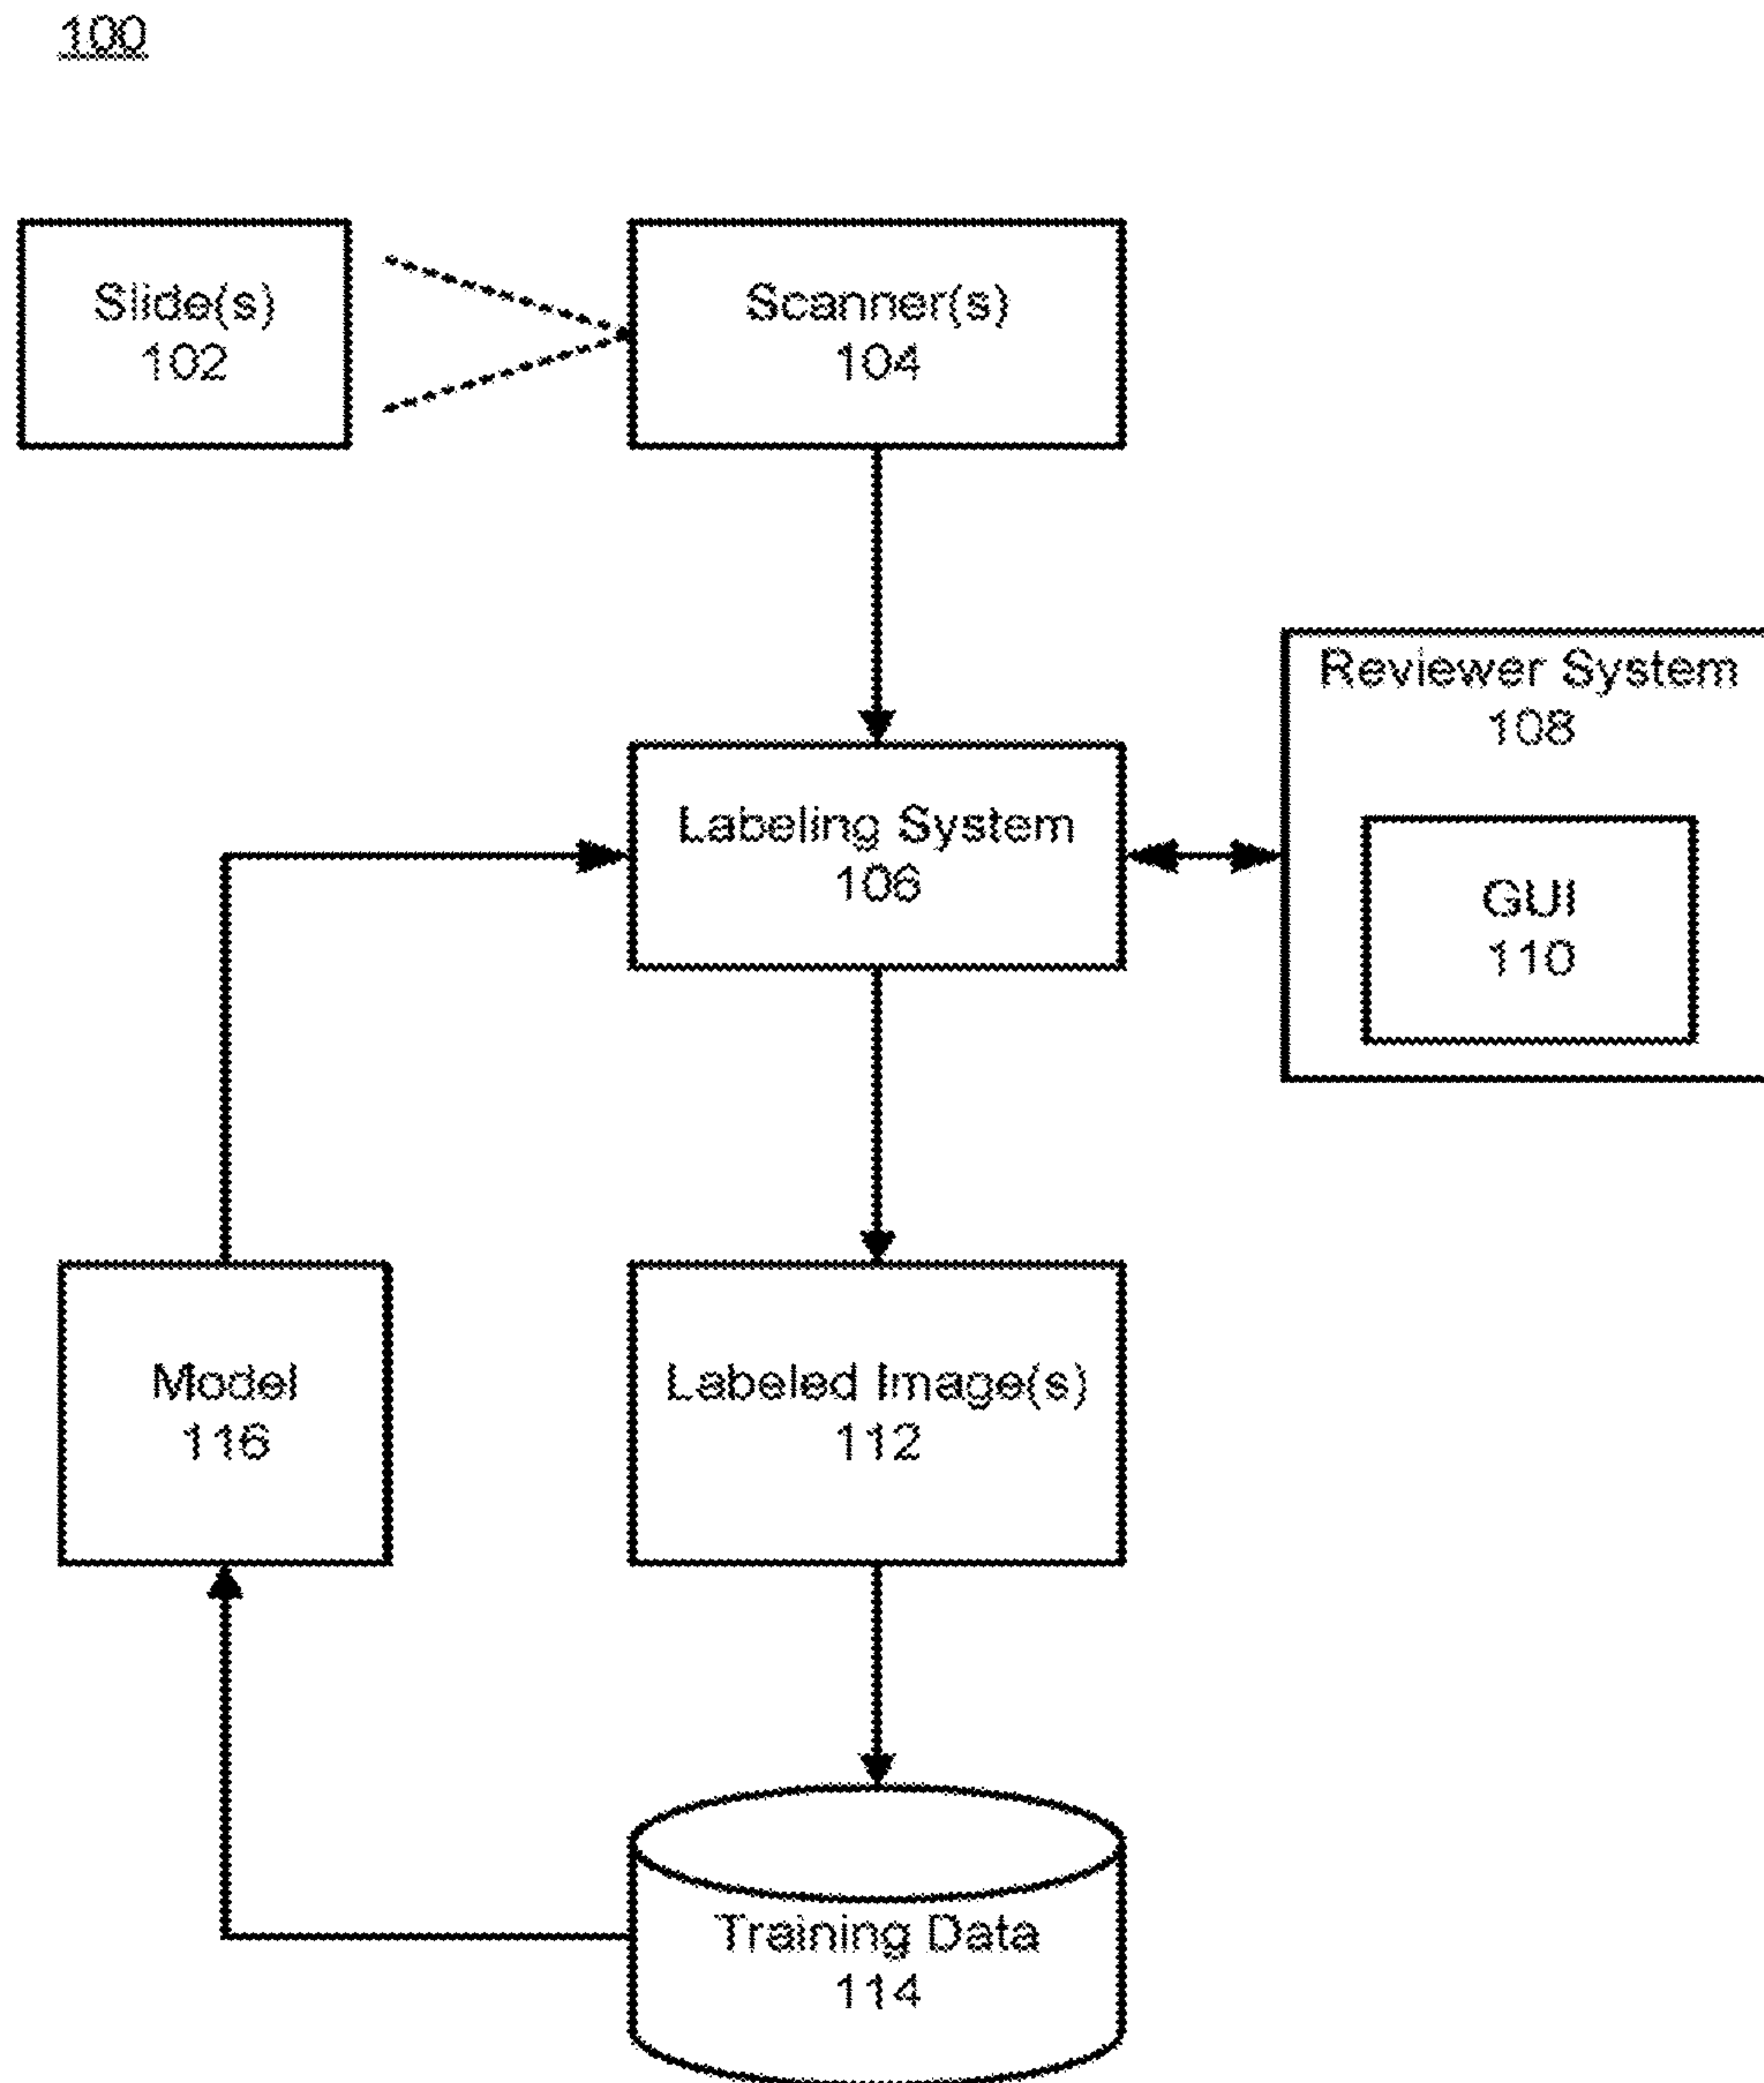 100
Slide(s)
102
Scanner(s)
104
Reviewer System
108
Labeling System
106
GUI
110
Model
116
Labeled Image(s)
112
Training Data
114